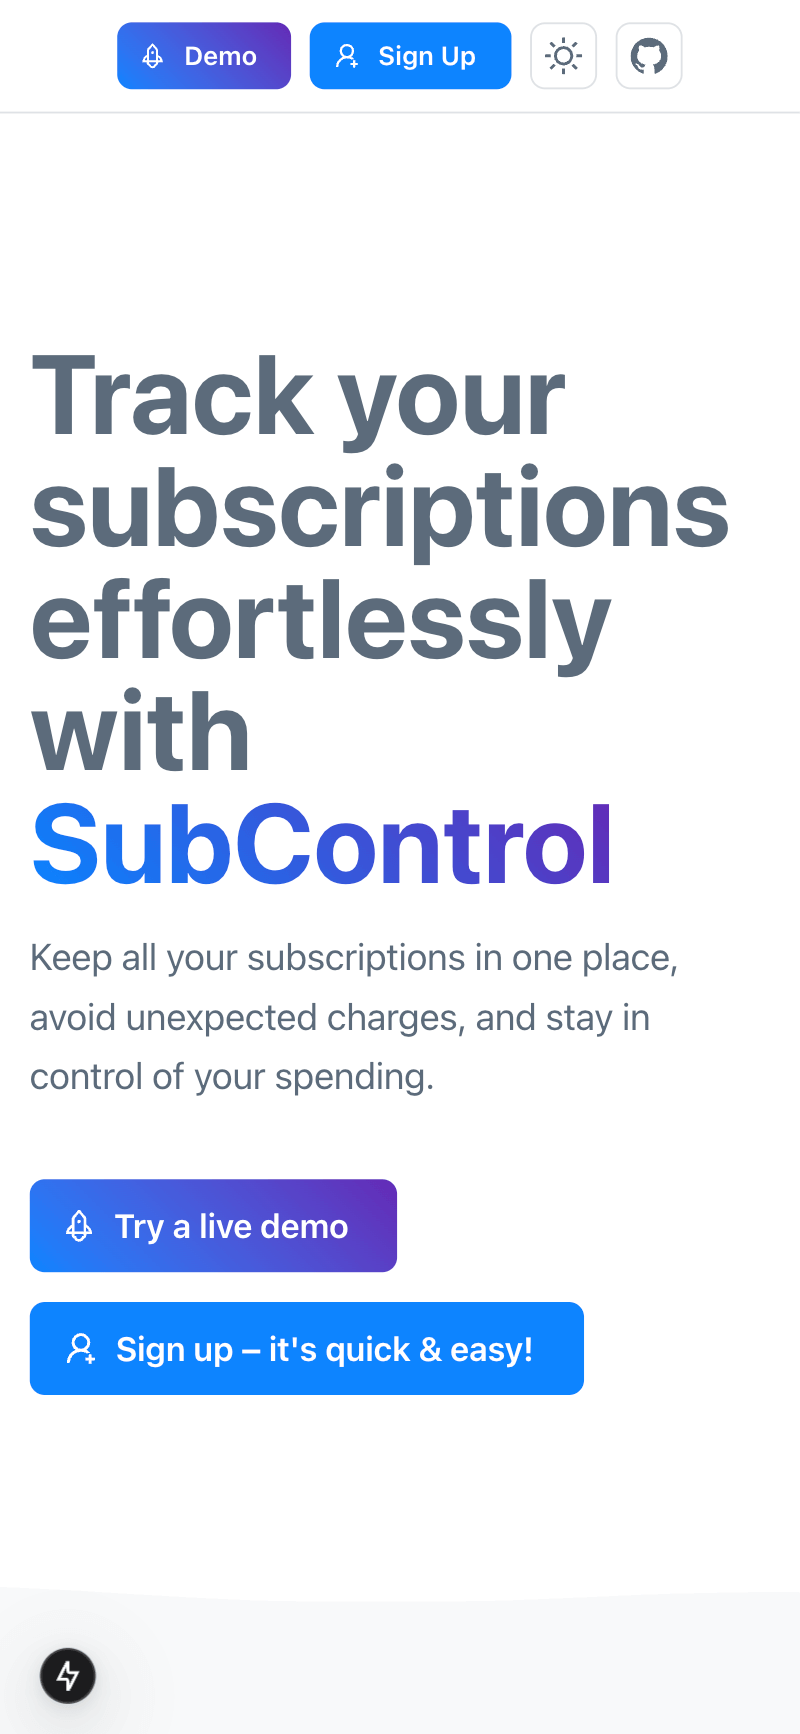 Demo
Sign Up
Track your
subscriptions
effortlessly
with
SubControl
Keep all your subscriptions in one place,
avoid unexpected charges, and stay in
control of your spending.
Try a live demo
Sign up – it's quick & easy!